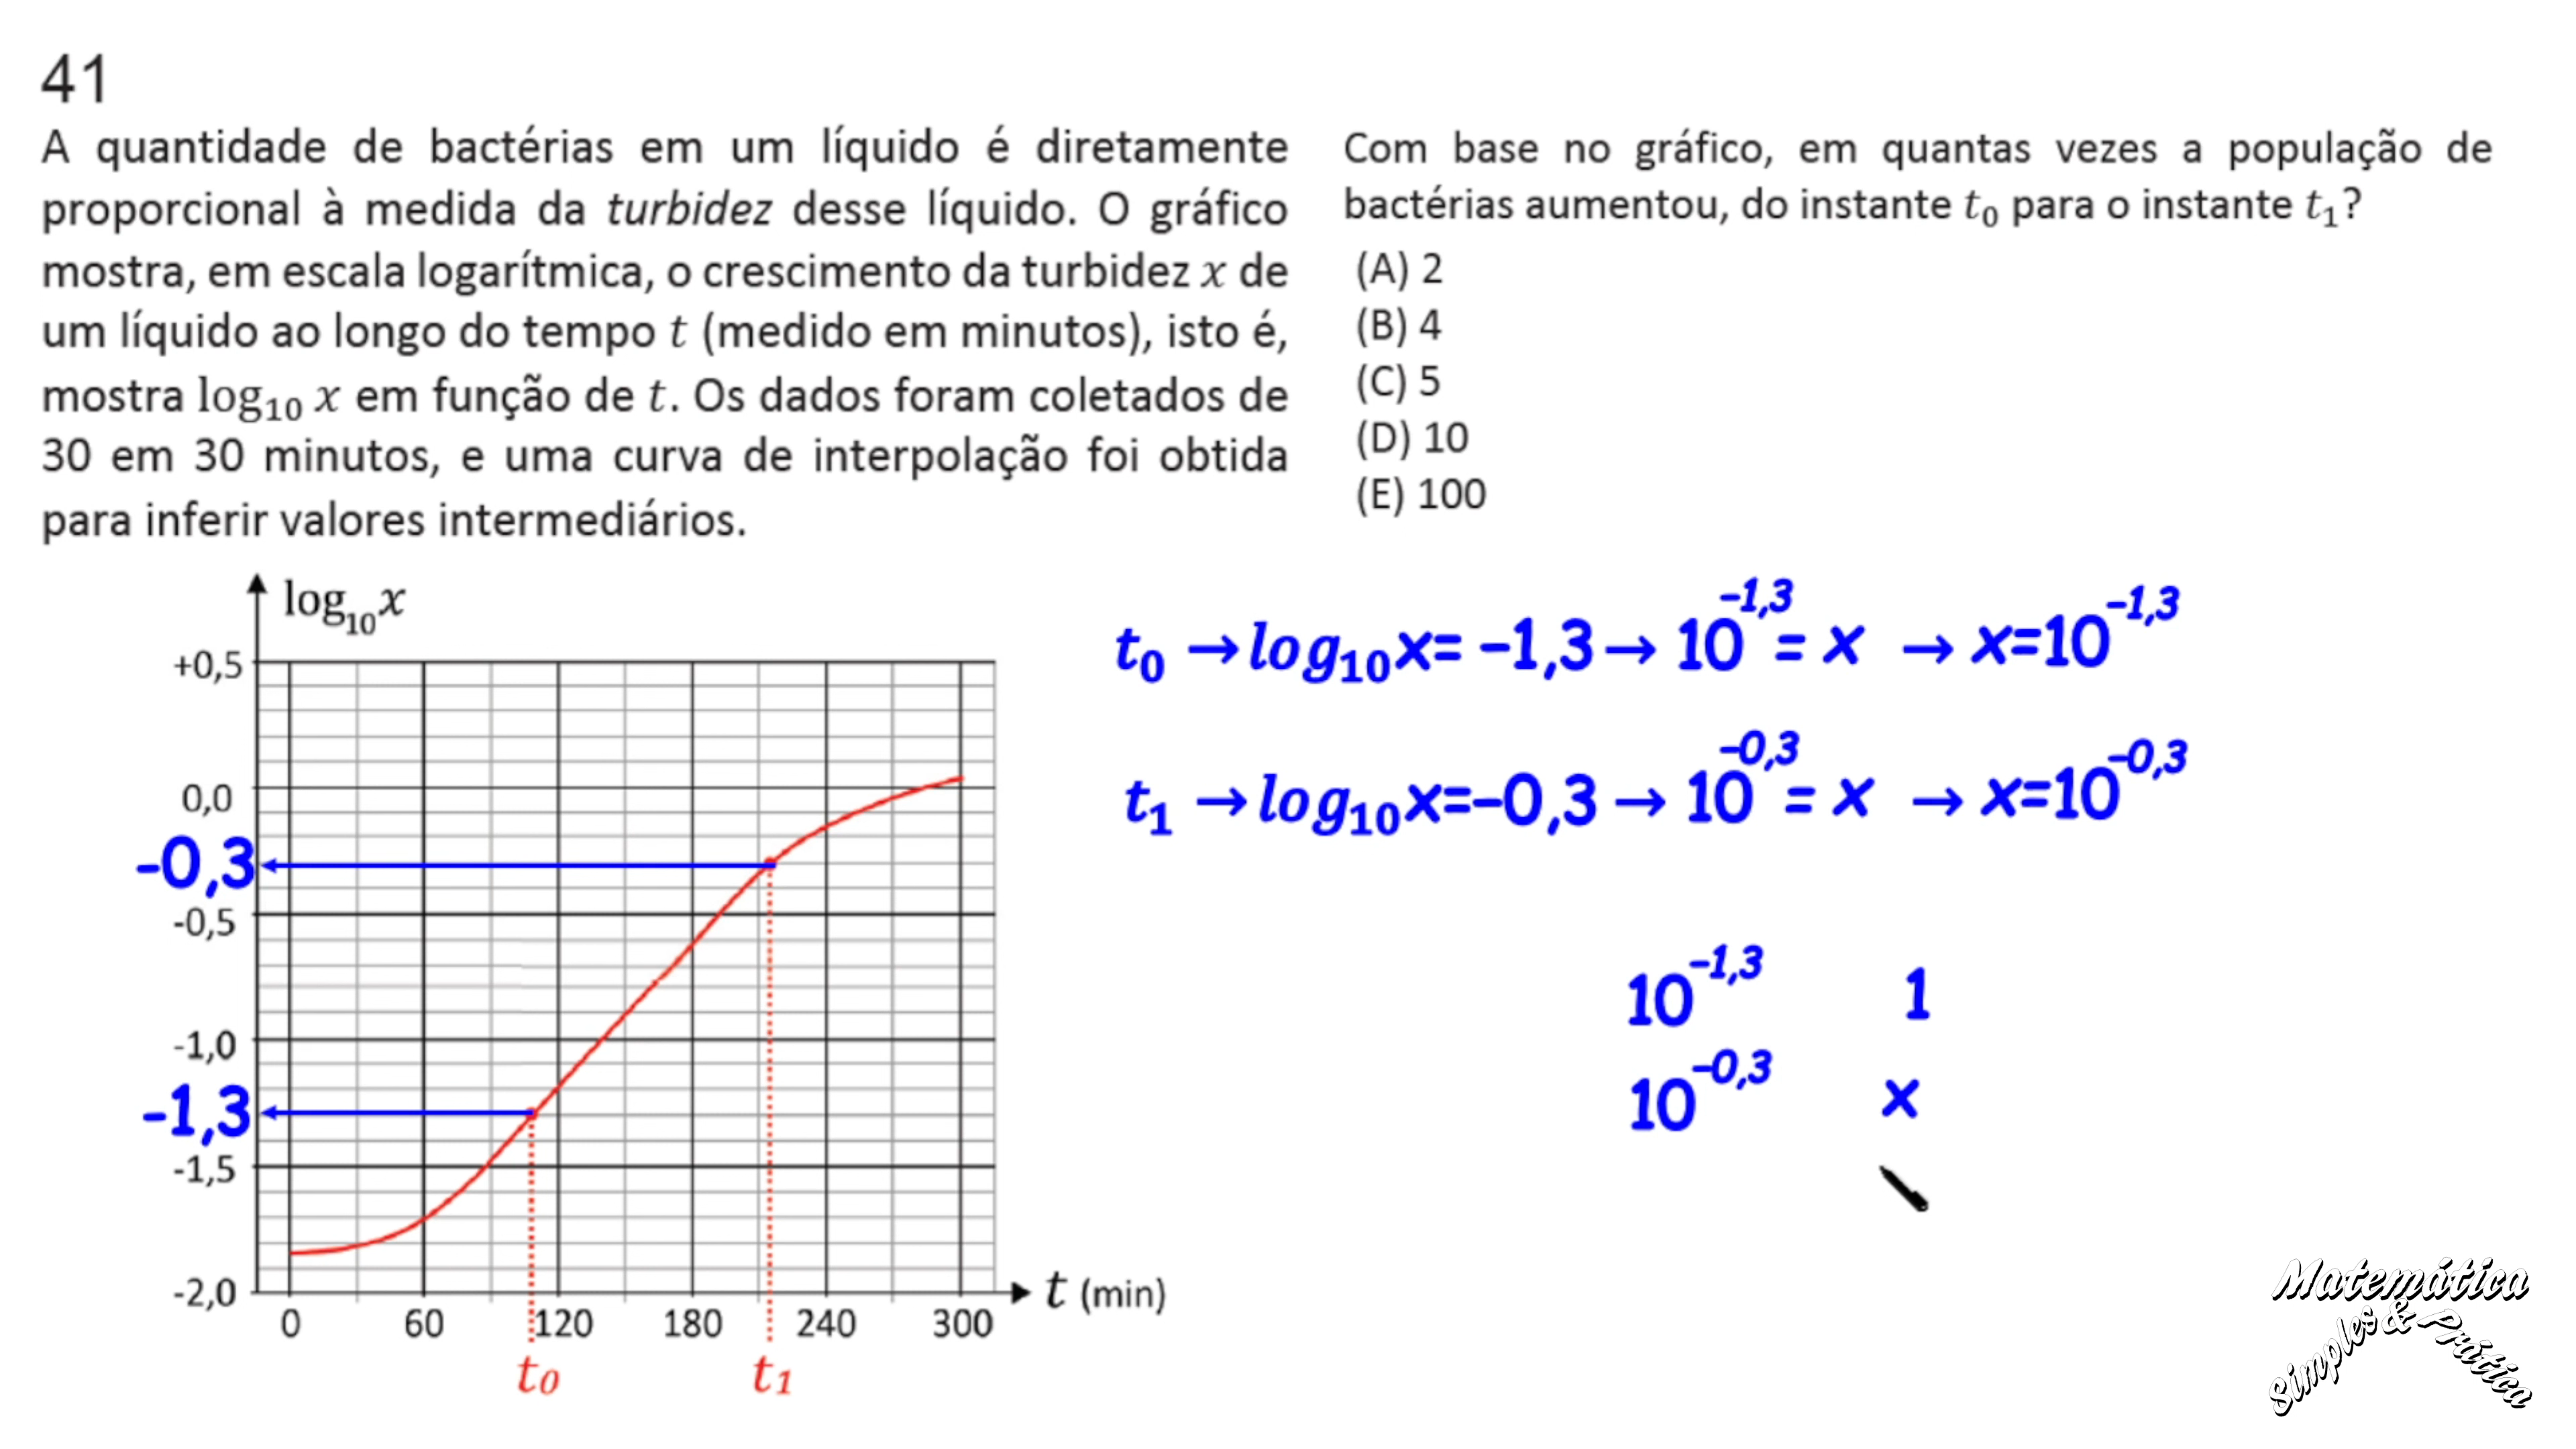 41
A quantidade de bactérias em um líquido é diretamente
proporcional à medida da turbidez desse líquido. O gráfico
mostra, em escala logarítmica, o crescimento da turbidez x de
um líquido ao longo do tempo t (medido em minutos), isto é,
mostra log₁₀ x em função de t. Os dados foram coletados de
30 em 30 minutos, e uma curva de interpolação foi obtida
para inferir valores intermediários.
Com base no gráfico, em quantas vezes a população de
bactérias aumentou, do instante t₀ para o instante t₁?
(A) 2
(B) 4
(C) 5
(D) 10
(E) 100
log₁₀x
+0,5
0,0
-0,3
-0,5
-1,0
-1,3
-1,5
-2,0
0 60 120 180 240 300
t (min)
t₀ t₁
t₀ → log₁₀x= -1,3 → 10⁻¹,³ = x → x=10⁻¹,³
t₁ → log₁₀x=-0,3 → 10⁻⁰,³ = x → x=10⁻⁰,³
10⁻¹,³ 1
10⁻⁰,³ x
Matemática
Simples & Prática